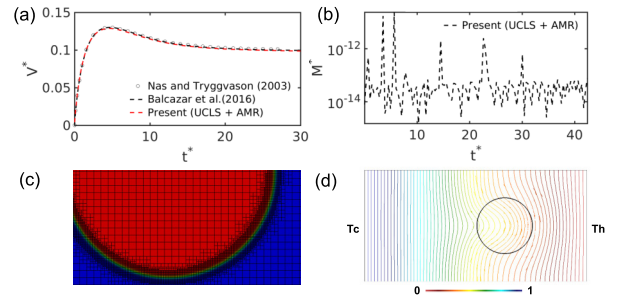 (a)
V*
0.15
0.1
0.05
0
Nas and Tryggvason (2003)
Balcazar et al.(2016)
Present (UCLS + AMR)
0 10 20 30
t*
(b)
M*
10-12
10-14
Present (UCLS + AMR)
10 20 30 40
t*
(c)
(d)
Tc
Th
0
1